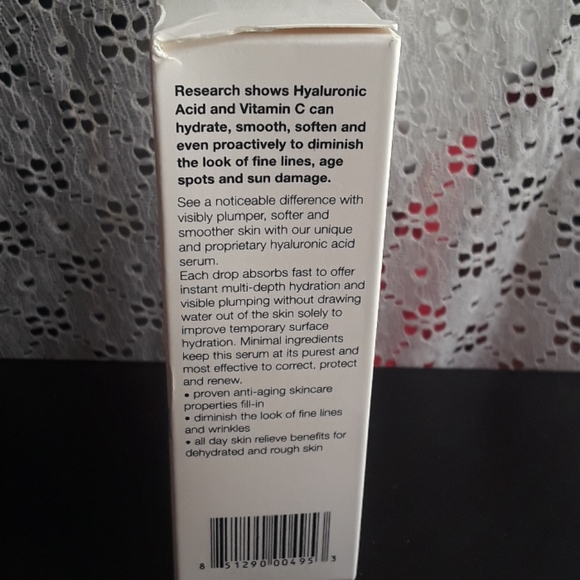 Research shows Hyaluronic
Acid and Vitamin C can
hydrate, smooth, soften and
even proactively to diminish
the look of fine lines, age
spots and sun damage.
See a noticeable difference with
visibly plumper, softer and
smoother skin with our unique
and proprietary hyaluronic acid
serum.
Each drop absorbs fast to offer
instant multi-depth hydration and
visible plumping without drawing
water out of the skin solely to
improve temporary surface
hydration. Minimal ingredients
keep this serum at its purest and
most effective to correct, protect
and renew.
• proven anti-aging skincare
properties fill-in
• diminish the look of fine lines
and wrinkles
• all day skin relieve benefits for
dehydrated and rough skin
8 51290 00495 3